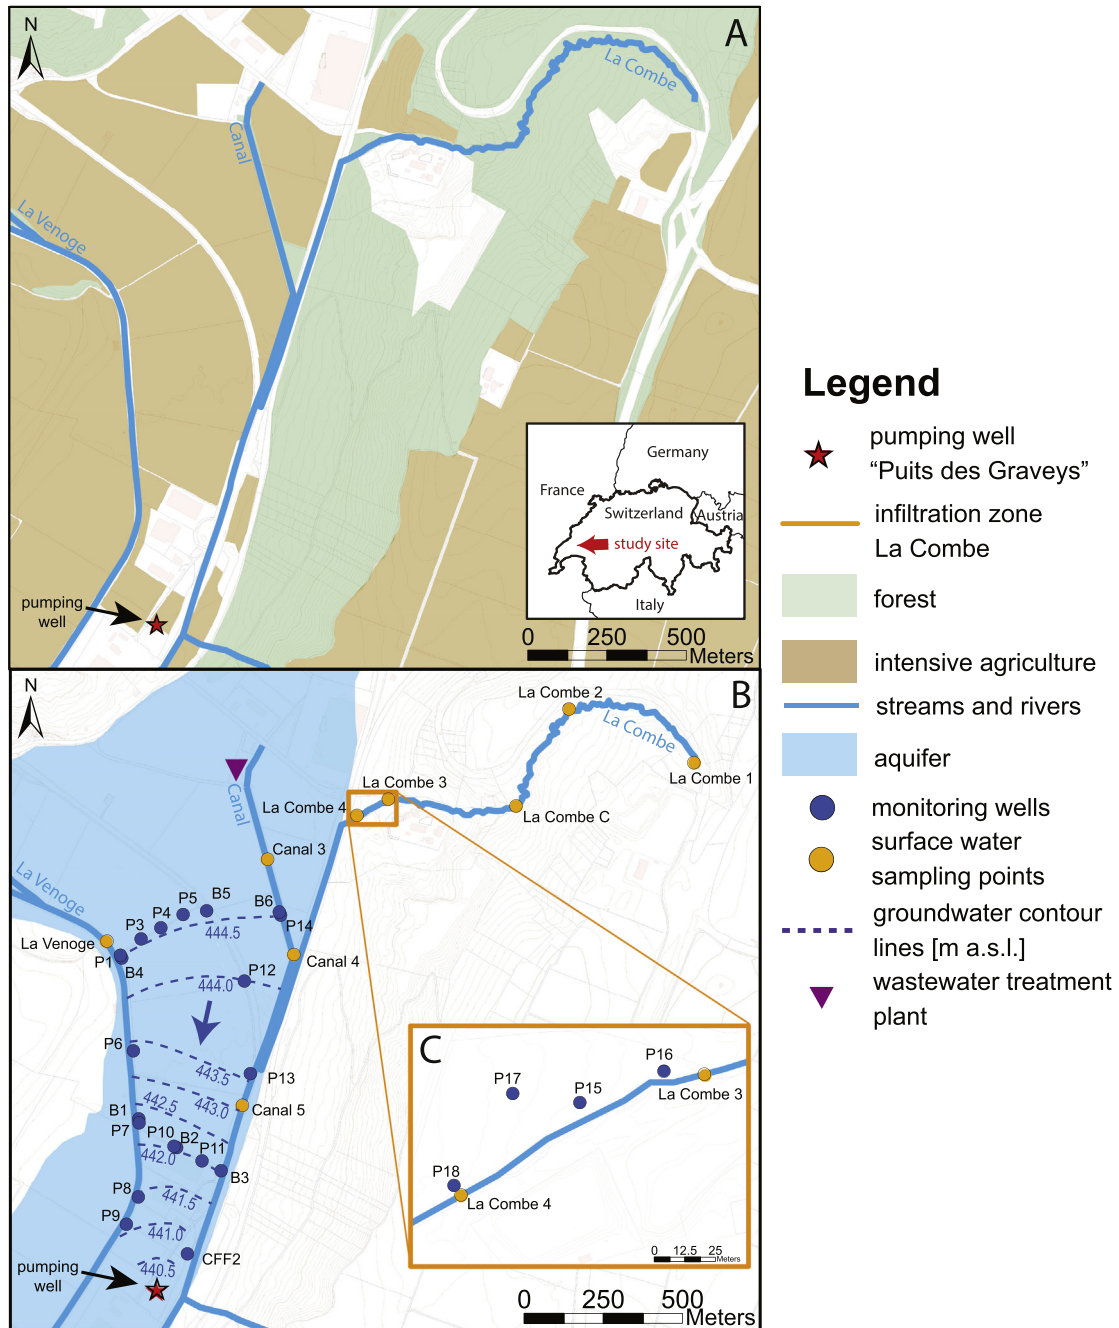 N
A
La Combe
Canal
La Venoge
Germany
France
Switzerland
Austria
study site
Italy
pumping
well
0 250 500
Meters
N
B
La Combe 2
La Combe
La Combe 1
La Combe 3
La Combe 4
La Combe C
Canal
Canal 3
La Venoge
P5 B5
B6
P4
P3
P14
444.5
La Venoge
P1
B4
Canal 4
P12
444.0
P6
443.5
P13
442.5
443.0
Canal 5
B1
P7
P10
B2
P11
442.0
B3
P8
441.5
P9
441.0
CFF2
pumping
well
440.5
C
P16
P17
P15
La Combe 3
P18
La Combe 4
0 12.5 25
Meters
0 250 500
Meters
Legend
pumping well
“Puits des Graveys”
infiltration zone
La Combe
forest
intensive agriculture
streams and rivers
aquifer
monitoring wells
surface water
sampling points
groundwater contour
lines [m a.s.l.]
wastewater treatment
plant